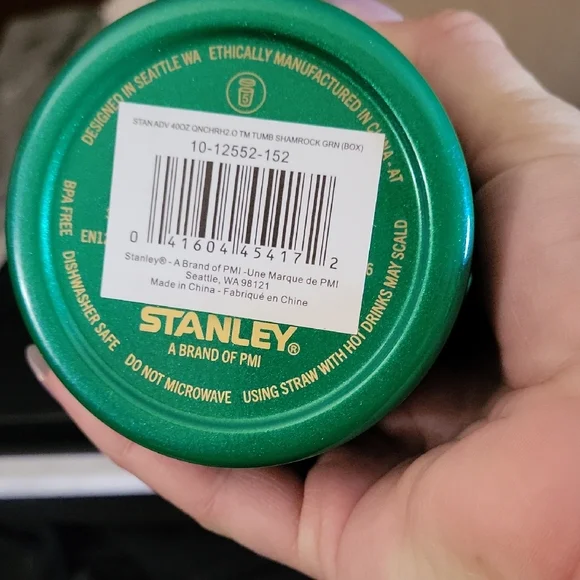 DESIGNED IN SEATTLE WA
ETHICALLY MANUFACTURED IN CHINA - AT
STAN ADV 40OZ QNCHRH2.O TM TUMB SHAMROCK GRN (BOX)
10-12552-152
0 41604 45417 2
Stanley® - A Brand of PMI -Une Marque de PMI
Seattle, WA 98121
Made in China - Fabriqué en Chine
BPA FREE
DISHWASHER SAFE
STANLEY®
A BRAND OF PMI
DO NOT MICROWAVE
USING STRAW WITH HOT DRINKS MAY SCALD